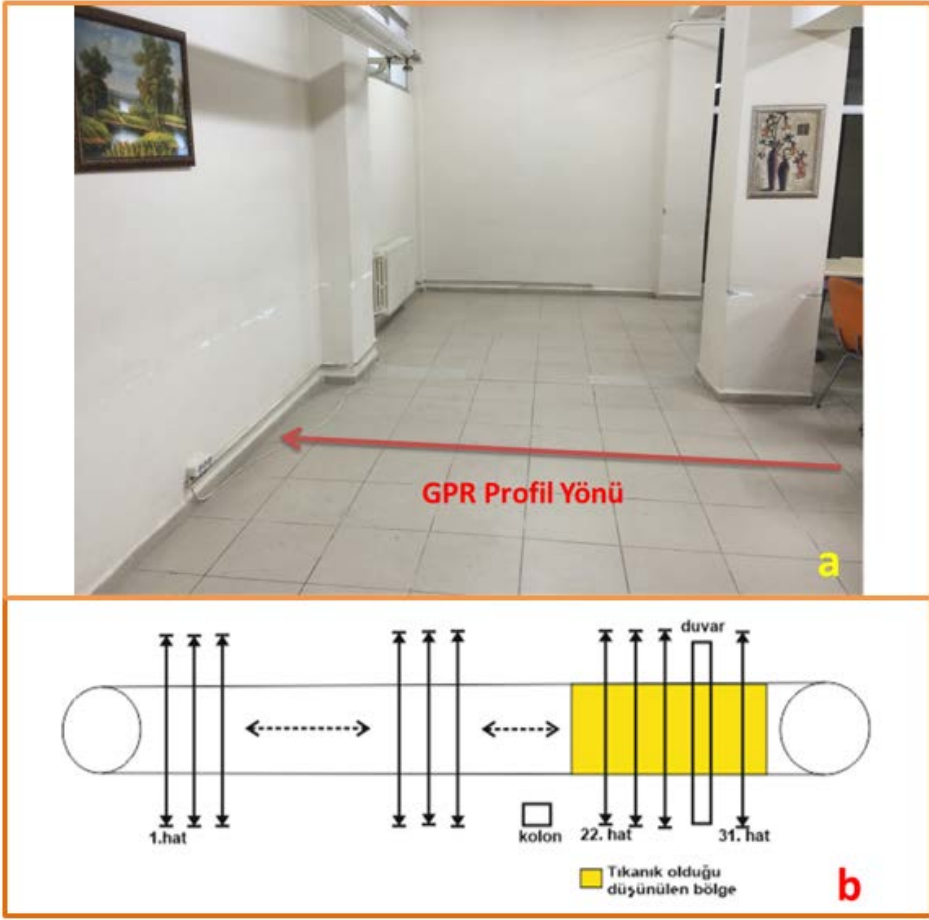 GPR Profil Yönü
a
duvar
1.hat
kolon
22. hat
31. hat
Tıkanık olduğu
düşünülen bölge
b